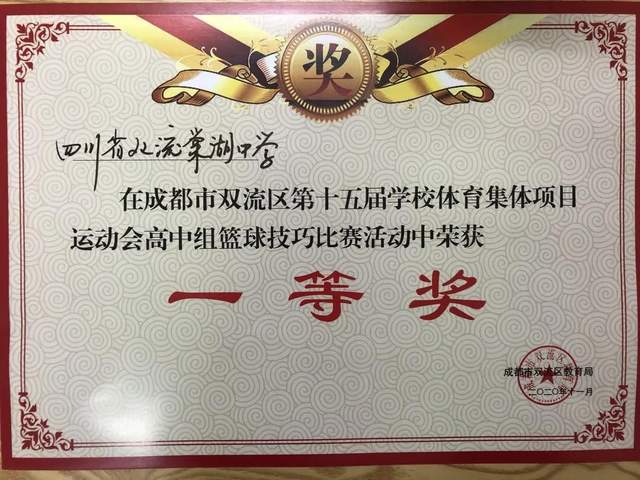 奖
四川省双流棠湖中学
在成都市双流区第十五届学校体育集体项目
运动会高中组篮球技巧比赛活动中荣获
一等奖
成都市双流区教育局
二〇二〇年十一月